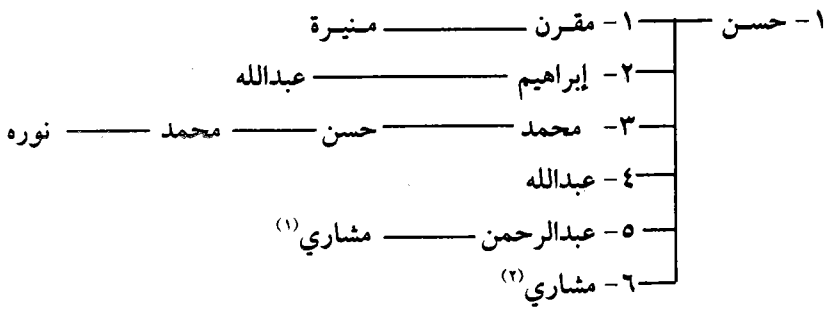 ١- حسن ١- مقرن منيرة
٢- إبراهيم عبدالله
٣- محمد حسن محمد نوره
٤- عبدالله
٥- عبدالرحمن مشاري(١)
٦- مشاري(٢)